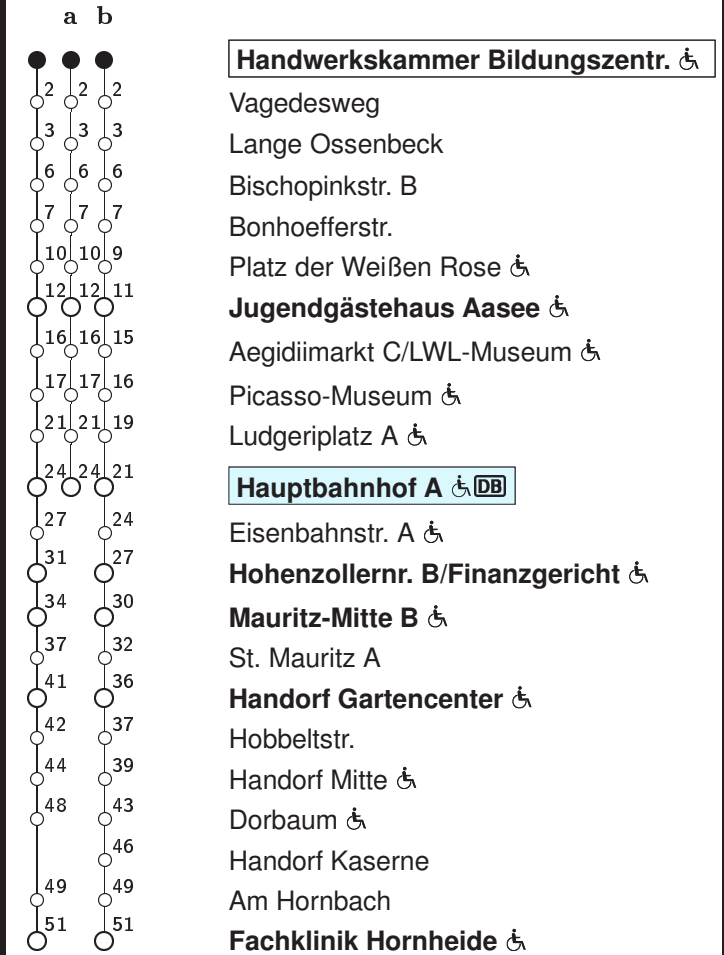 a b
Handwerkskammer Bildungszentr.
2 2 2 Vagedesweg
3 3 3 Lange Ossenbeck
6 6 6 Bischopinkstr. B
7 7 7 Bonhoefferstr.
10 10 9 Platz der Weißen Rose
12 12 11 Jugendgästehaus Aasee
16 16 15 Aegidiimarkt C/LWL-Museum
17 17 16 Picasso-Museum
21 21 19 Ludgeriplatz A
24 24 21 Hauptbahnhof A DB
27 24 Eisenbahnstr. A
31 27 Hohenzollernr. B/Finanzgericht
34 30 Mauritz-Mitte B
37 32 St. Mauritz A
41 36 Handorf Gartencenter
42 37 Hobbeltstr.
44 39 Handorf Mitte
48 43 Dorbaum
46 Handorf Kaserne
49 49 Am Hornbach
51 51 Fachklinik Hornheide